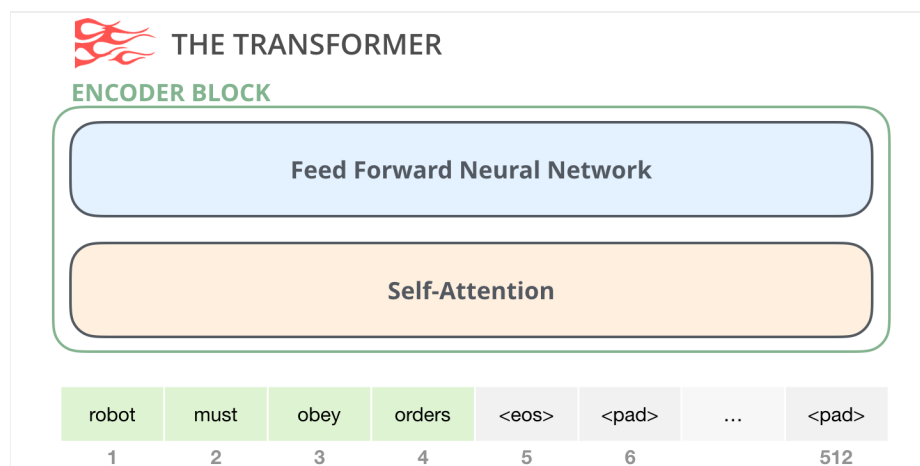 THE TRANSFORMER
ENCODER BLOCK
Feed Forward Neural Network
Self-Attention
robot must obey orders <eos> <pad> … <pad>
1 2 3 4 5 6 512